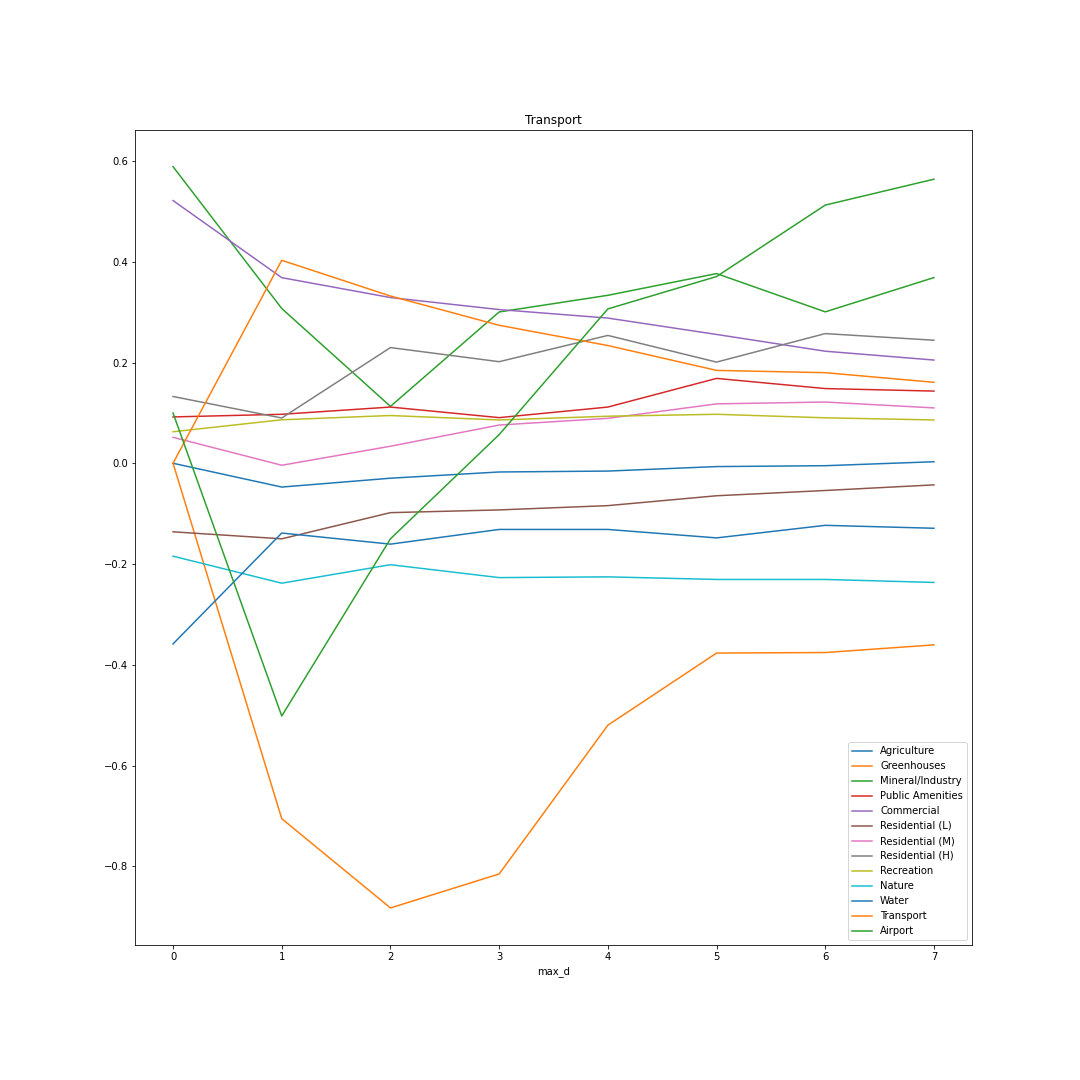 Transport
0.6
0.4
0.2
0.0
−0.2
−0.4
−0.6
−0.8
Agriculture
Greenhouses
Mineral/Industry
Public Amenities
Commercial
Residential (L)
Residential (M)
Residential (H)
Recreation
Nature
Water
Transport
Airport
0 1 2 3 4 5 6 7
max_d